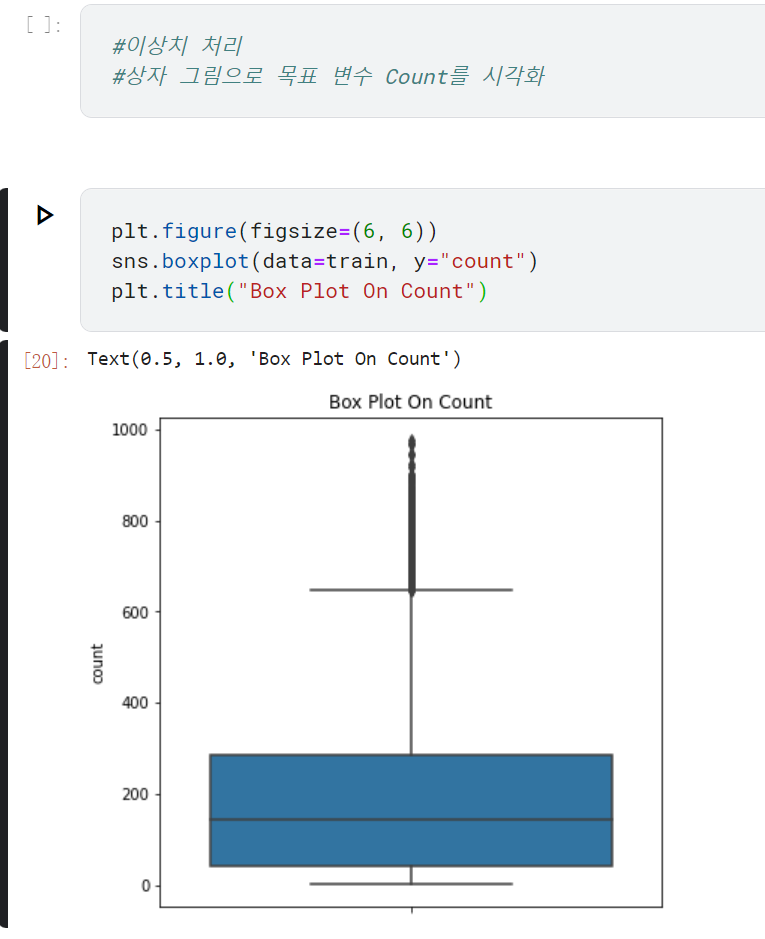 [ ]:
#이상치 처리
#상자 그림으로 목표 변수 Count를 시각화
plt.figure(figsize=(6, 6))
sns.boxplot(data=train, y="count")
plt.title("Box Plot On Count")
[20]: Text(0.5, 1.0, 'Box Plot On Count')
Box Plot On Count
1000
800
600
400
200
0
count